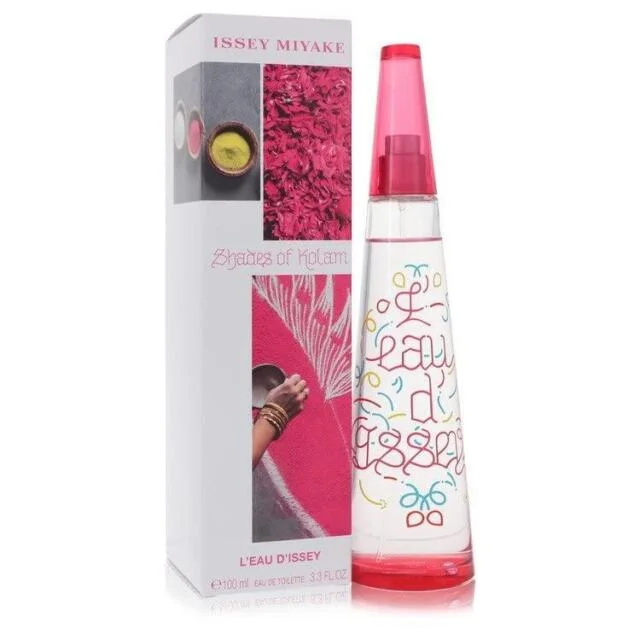 ISSEY MIYAKE
Shades of Kolam
L'EAU D'ISSEY
℮100 ml EAU DE TOILETTE 3.3 FL.OZ
L'
eau
d'
Issey